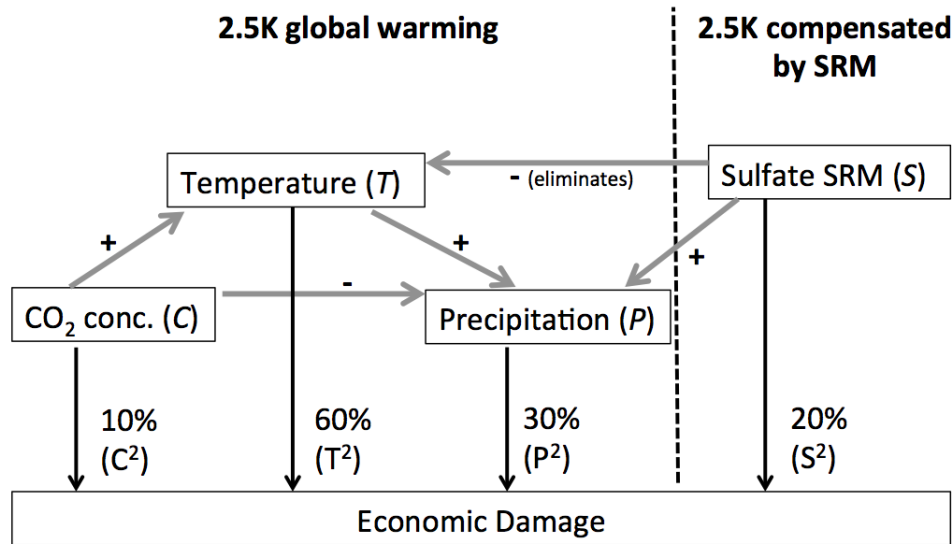 2.5K global warming
2.5K compensated
by SRM
Temperature (T)
- (eliminates)
Sulfate SRM (S)
+
+
+
-
CO₂ conc. (C)
Precipitation (P)
10%
(C²)
60%
(T²)
30%
(P²)
20%
(S²)
Economic Damage